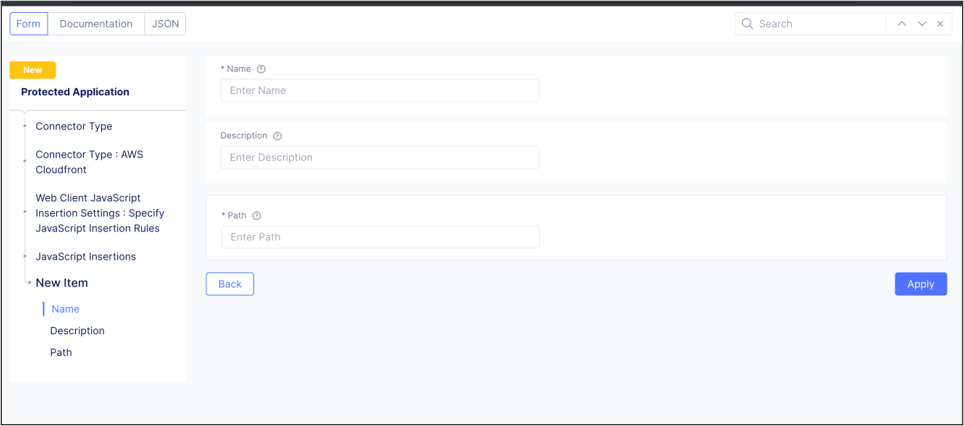 Form
Documentation
JSON
Search
New
Protected Application
Connector Type
Connector Type : AWS
Cloudfront
Web Client JavaScript
Insertion Settings : Specify
JavaScript Insertion Rules
JavaScript Insertions
New Item
Name
Description
Path
* Name
Enter Name
Description
Enter Description
* Path
Enter Path
Back
Apply